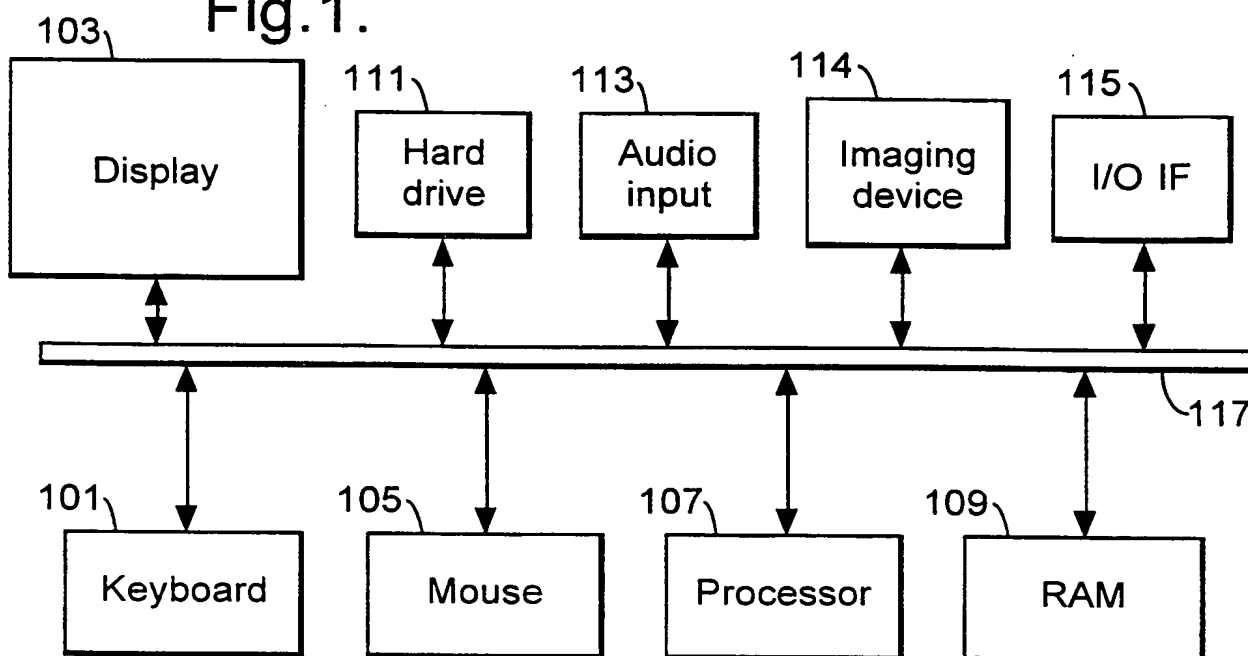 Fig.1.
103
111
113
114
115
Display
Hard
drive
Audio
input
Imaging
device
I/O IF
117
101
105
107
109
Keyboard
Mouse
Processor
RAM